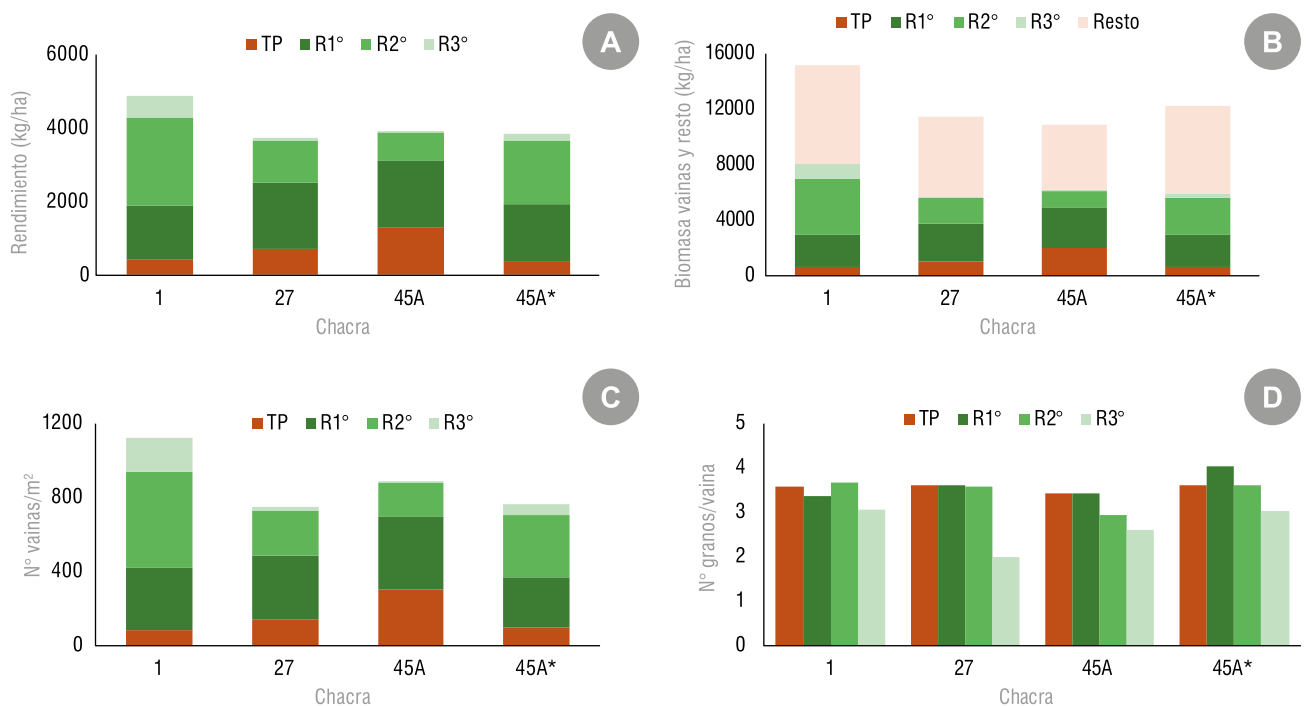 A
TP R1° R2° R3°
Rendimiento (kg/ha)
6000
4000
2000
0
1 27 45A 45A*
Chacra
B
TP R1° R2° R3° Resto
Biomasa vainas y resto (kg/ha)
16000
12000
8000
4000
0
1 27 45A 45A*
Chacra
C
TP R1° R2° R3°
N° vainas/m²
1200
800
400
0
1 27 45A 45A*
Chacra
D
TP R1° R2° R3°
N° granos/vaina
5
4
3
2
1
0
1 27 45A 45A*
Chacra